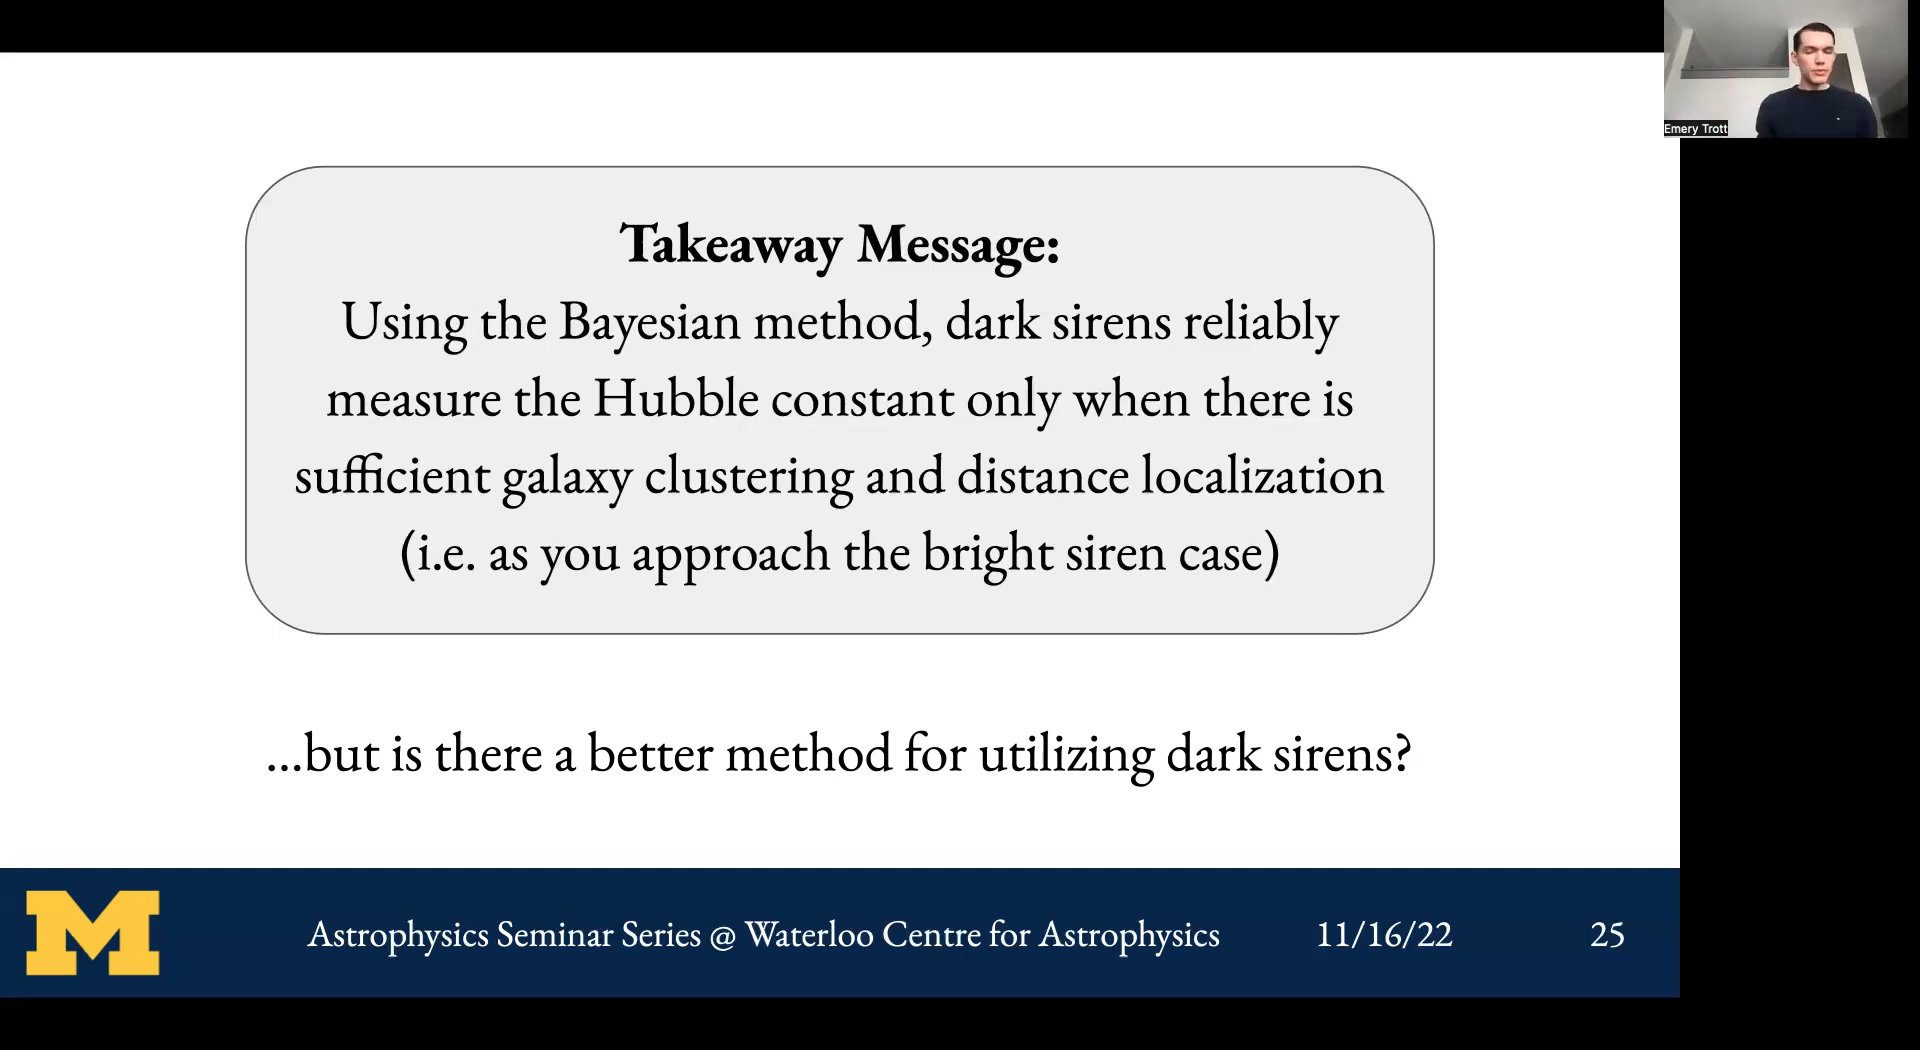 Emery Trott
Takeaway Message:
Using the Bayesian method, dark sirens reliably
measure the Hubble constant only when there is
sufficient galaxy clustering and distance localization
(i.e. as you approach the bright siren case)
...but is there a better method for utilizing dark sirens?
M
Astrophysics Seminar Series @ Waterloo Centre for Astrophysics
11/16/22
25